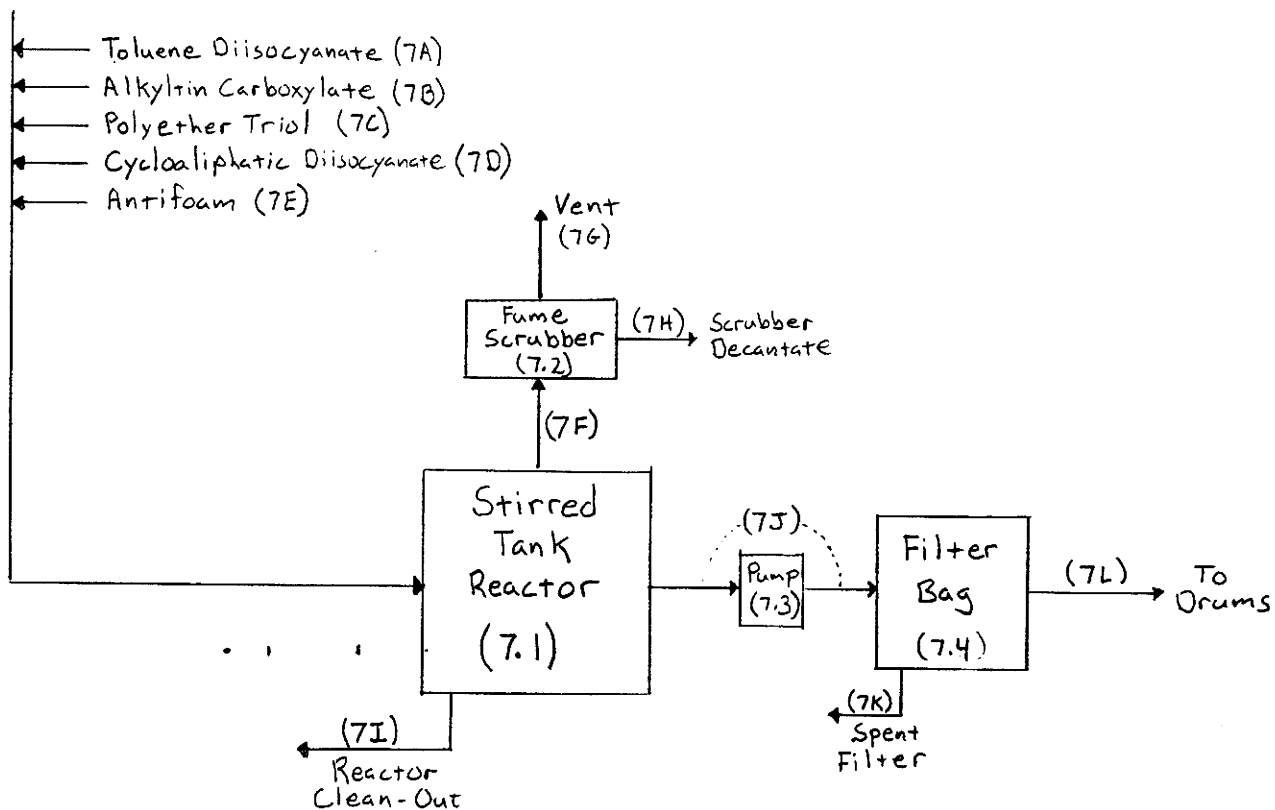 Toluene Diisocyanate (7A)
Alkyltin Carboxylate (7B)
Polyether Triol (7C)
Cycloaliphatic Diisocyanate (7D)
Antifoam (7E)
Vent
(7G)
Fume
Scrubber
(7.2)
(7H)
Scrubber
Decantate
(7F)
Stirred
Tank
Reactor
(7.1)
(7J)
Pump
(7.3)
Filter
Bag
(7.4)
(7L)
To
Drums
(7I)
Reactor
Clean-Out
(7K)
Spent
Filter